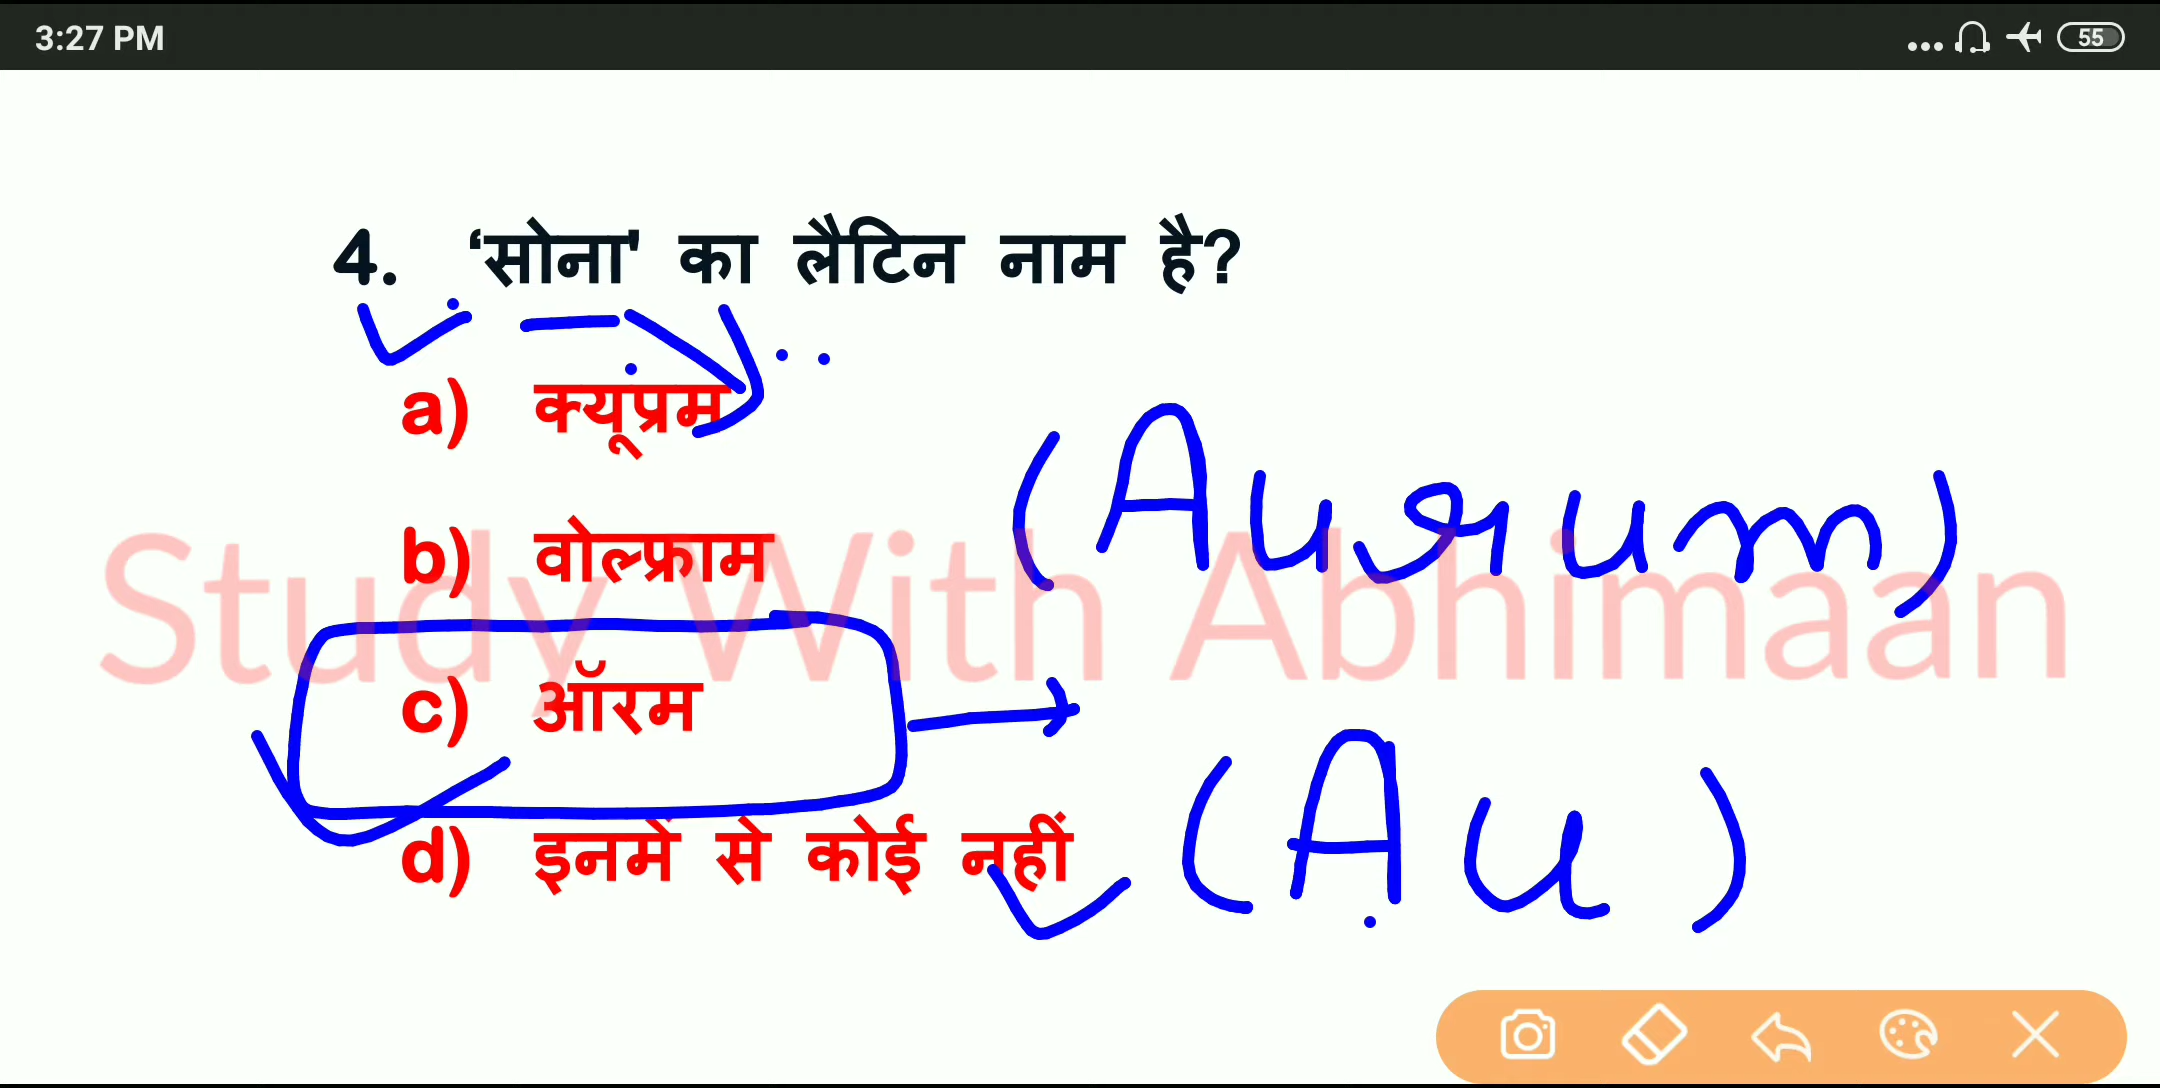 3:27 PM
55
4. ‘सोना' का लैटिन नाम है?
a) क्यूंप्रम
b) वोल्फ्राम
(Aurum)
Study With Abhimaan
c) ऑरम
d) इनमें से कोई नहीं
(Au)